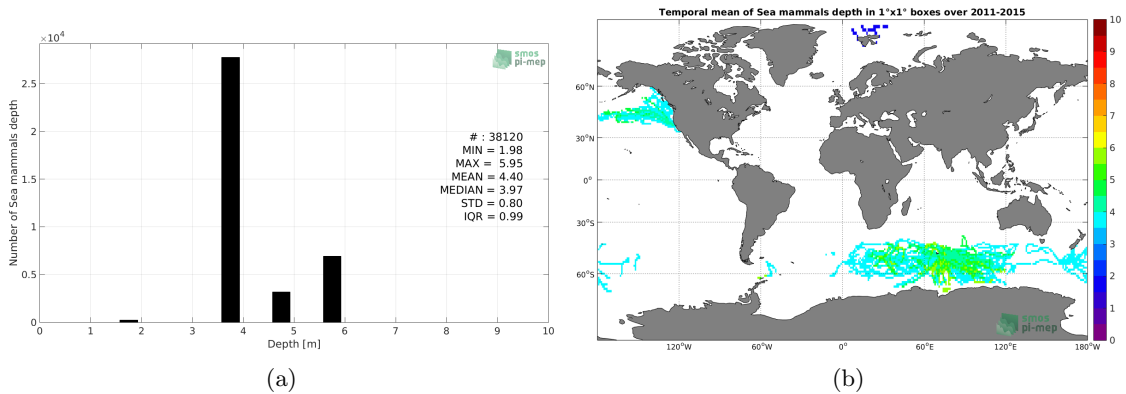 ×10⁴
Number of Sea mammals depth
2.5
2
1.5
1
0.5
0
0 1 2 3 4 5 6 7 8 9 10
Depth [m]
smos
pi-mep
# : 38120
MIN = 1.98
MAX = 5.95
MEAN = 4.40
MEDIAN = 3.97
STD = 0.80
IQR = 0.99
(a)
Temporal mean of Sea mammals depth in 1°x1° boxes over 2011-2015
60°N
30°N
0°
30°S
60°S
120°W 60°W 0° 60°E 120°E 180°W
smos
pi-mep
10
9
8
7
6
5
4
3
2
1
0
(b)